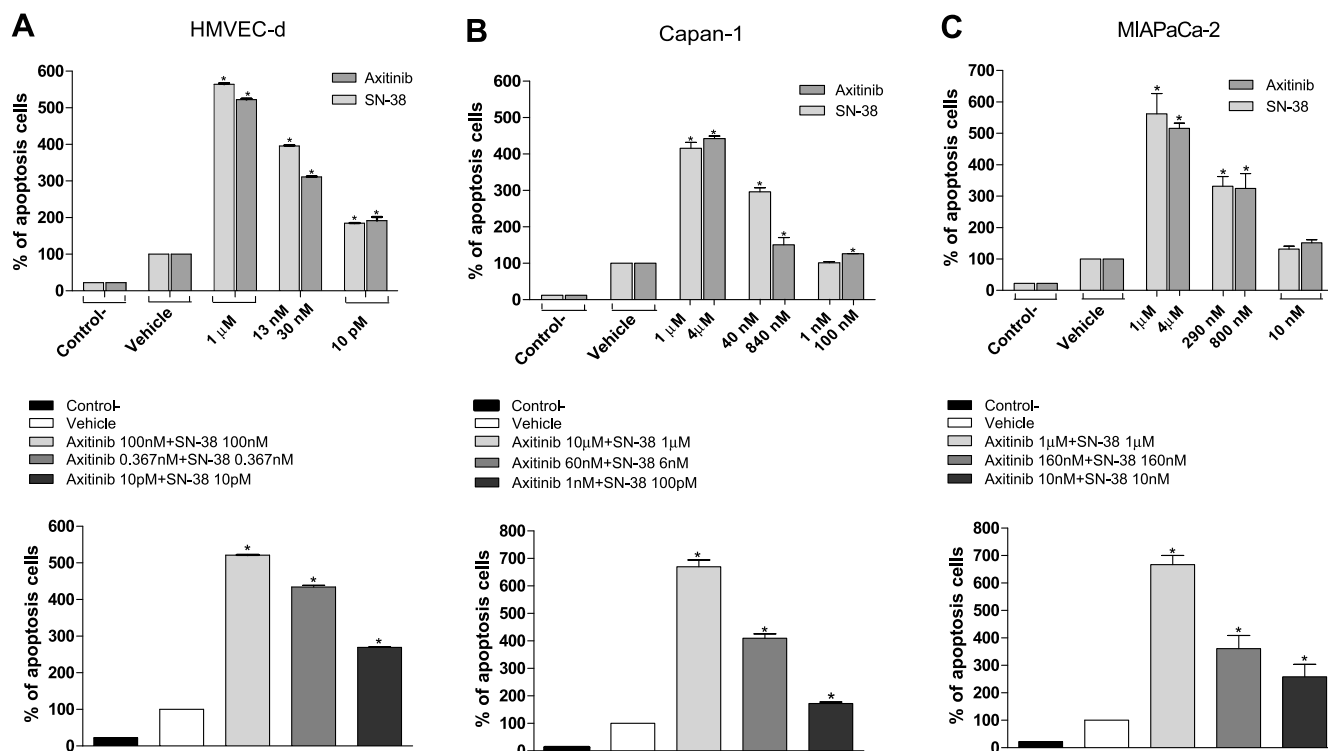 A
HMVEC-d
% of apoptosis cells
600
500
400
300
200
100
0
Axitinib
SN-38
* * * * * *
Control-
Vehicle
1 μM
13 nM
30 nM
10 pM
B
Capan-1
% of apoptosis cells
600
500
400
300
200
100
0
Axitinib
SN-38
* * * * *
Control-
Vehicle
1 μM
4μM
40 nM
840 nM
1 nM
100 nM
C
MIAPaCa-2
% of apoptosis cells
700
600
500
400
300
200
100
0
Axitinib
SN-38
* * * *
Control-
Vehicle
1μM
4μM
290 nM
800 nM
10 nM
Control-
Vehicle
Axitinib 100nM+SN-38 100nM
Axitinib 0.367nM+SN-38 0.367nM
Axitinib 10pM+SN-38 10pM
% of apoptosis cells
600
500
400
300
200
100
0
* * *
Control-
Vehicle
Axitinib 10μM+SN-38 1μM
Axitinib 60nM+SN-38 6nM
Axitinib 1nM+SN-38 100pM
% of apoptosis cells
800
700
600
500
400
300
200
100
0
* * *
Control-
Vehicle
Axitinib 1μM+SN-38 1μM
Axitinib 160nM+SN-38 160nM
Axitinib 10nM+SN-38 10nM
% of apoptosis cells
800
700
600
500
400
300
200
100
0
* * *